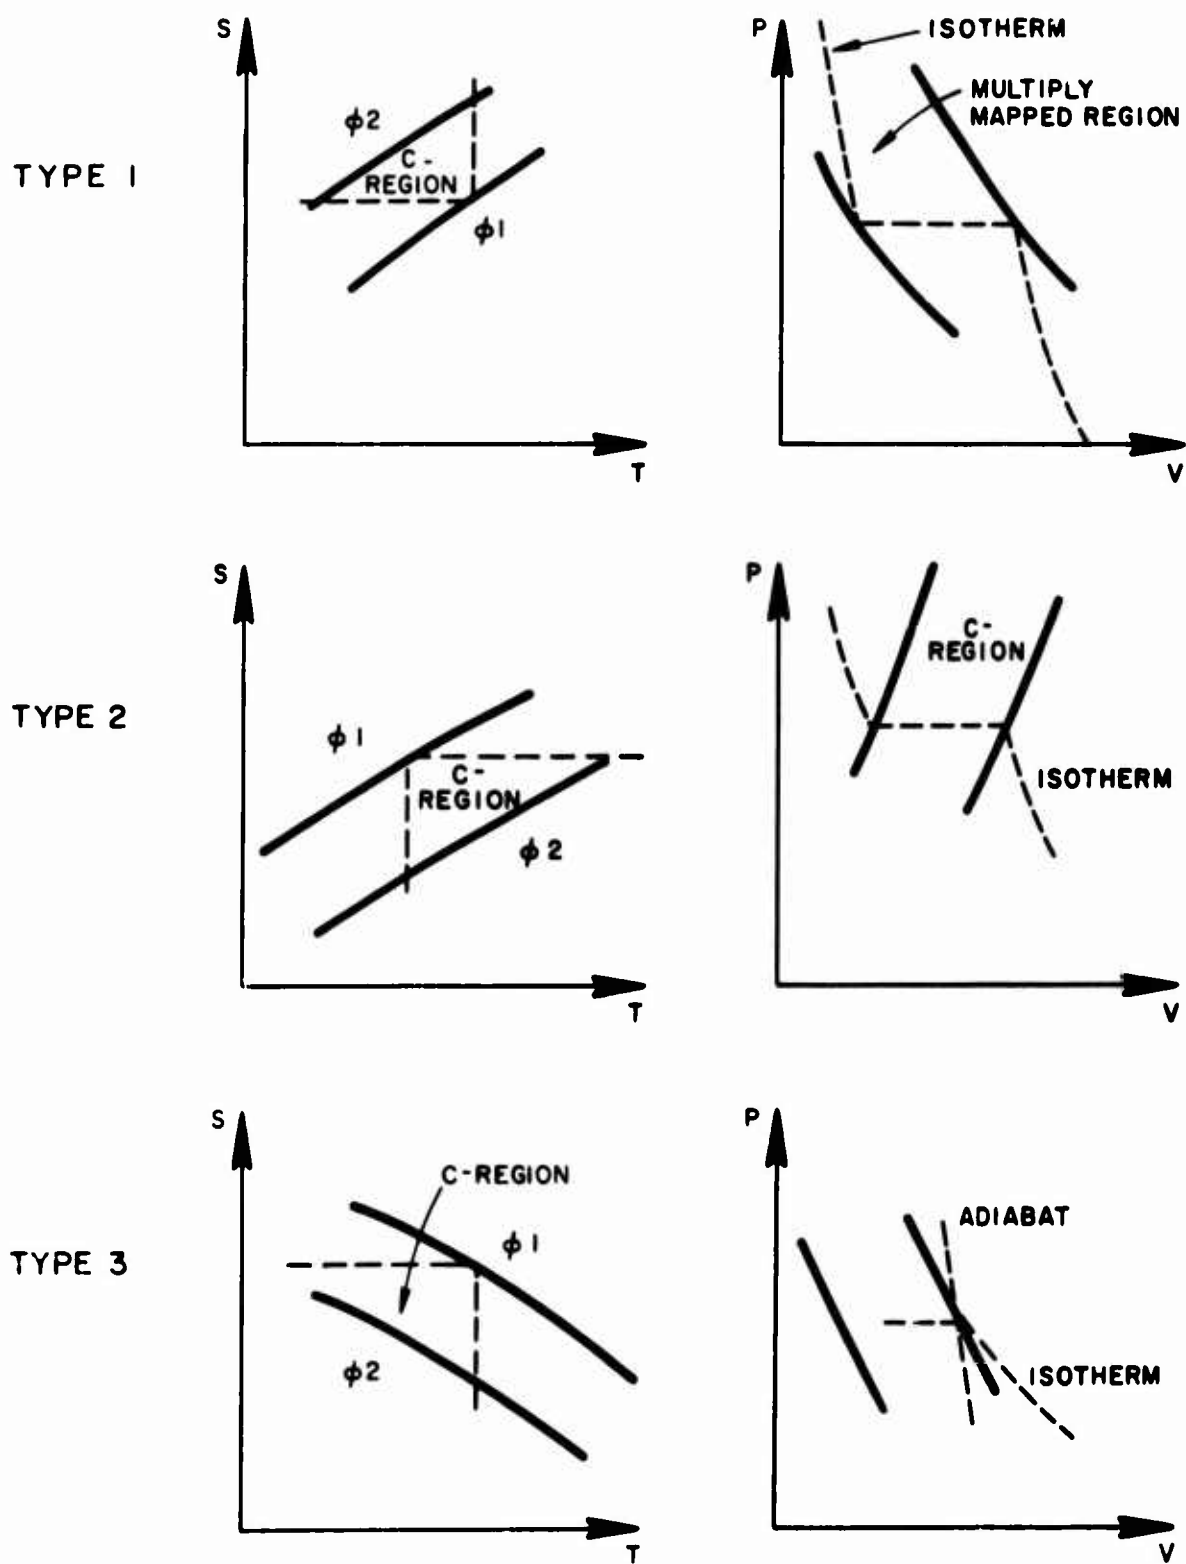 TYPE 1
S
ϕ2
C-
REGION
ϕ1
T
P
ISOTHERM
MULTIPLY
MAPPED REGION
V
TYPE 2
S
ϕ1
C-
REGION
ϕ2
T
P
C-
REGION
ISOTHERM
V
TYPE 3
S
C-REGION
ϕ1
ϕ2
T
P
ADIABAT
ISOTHERM
V